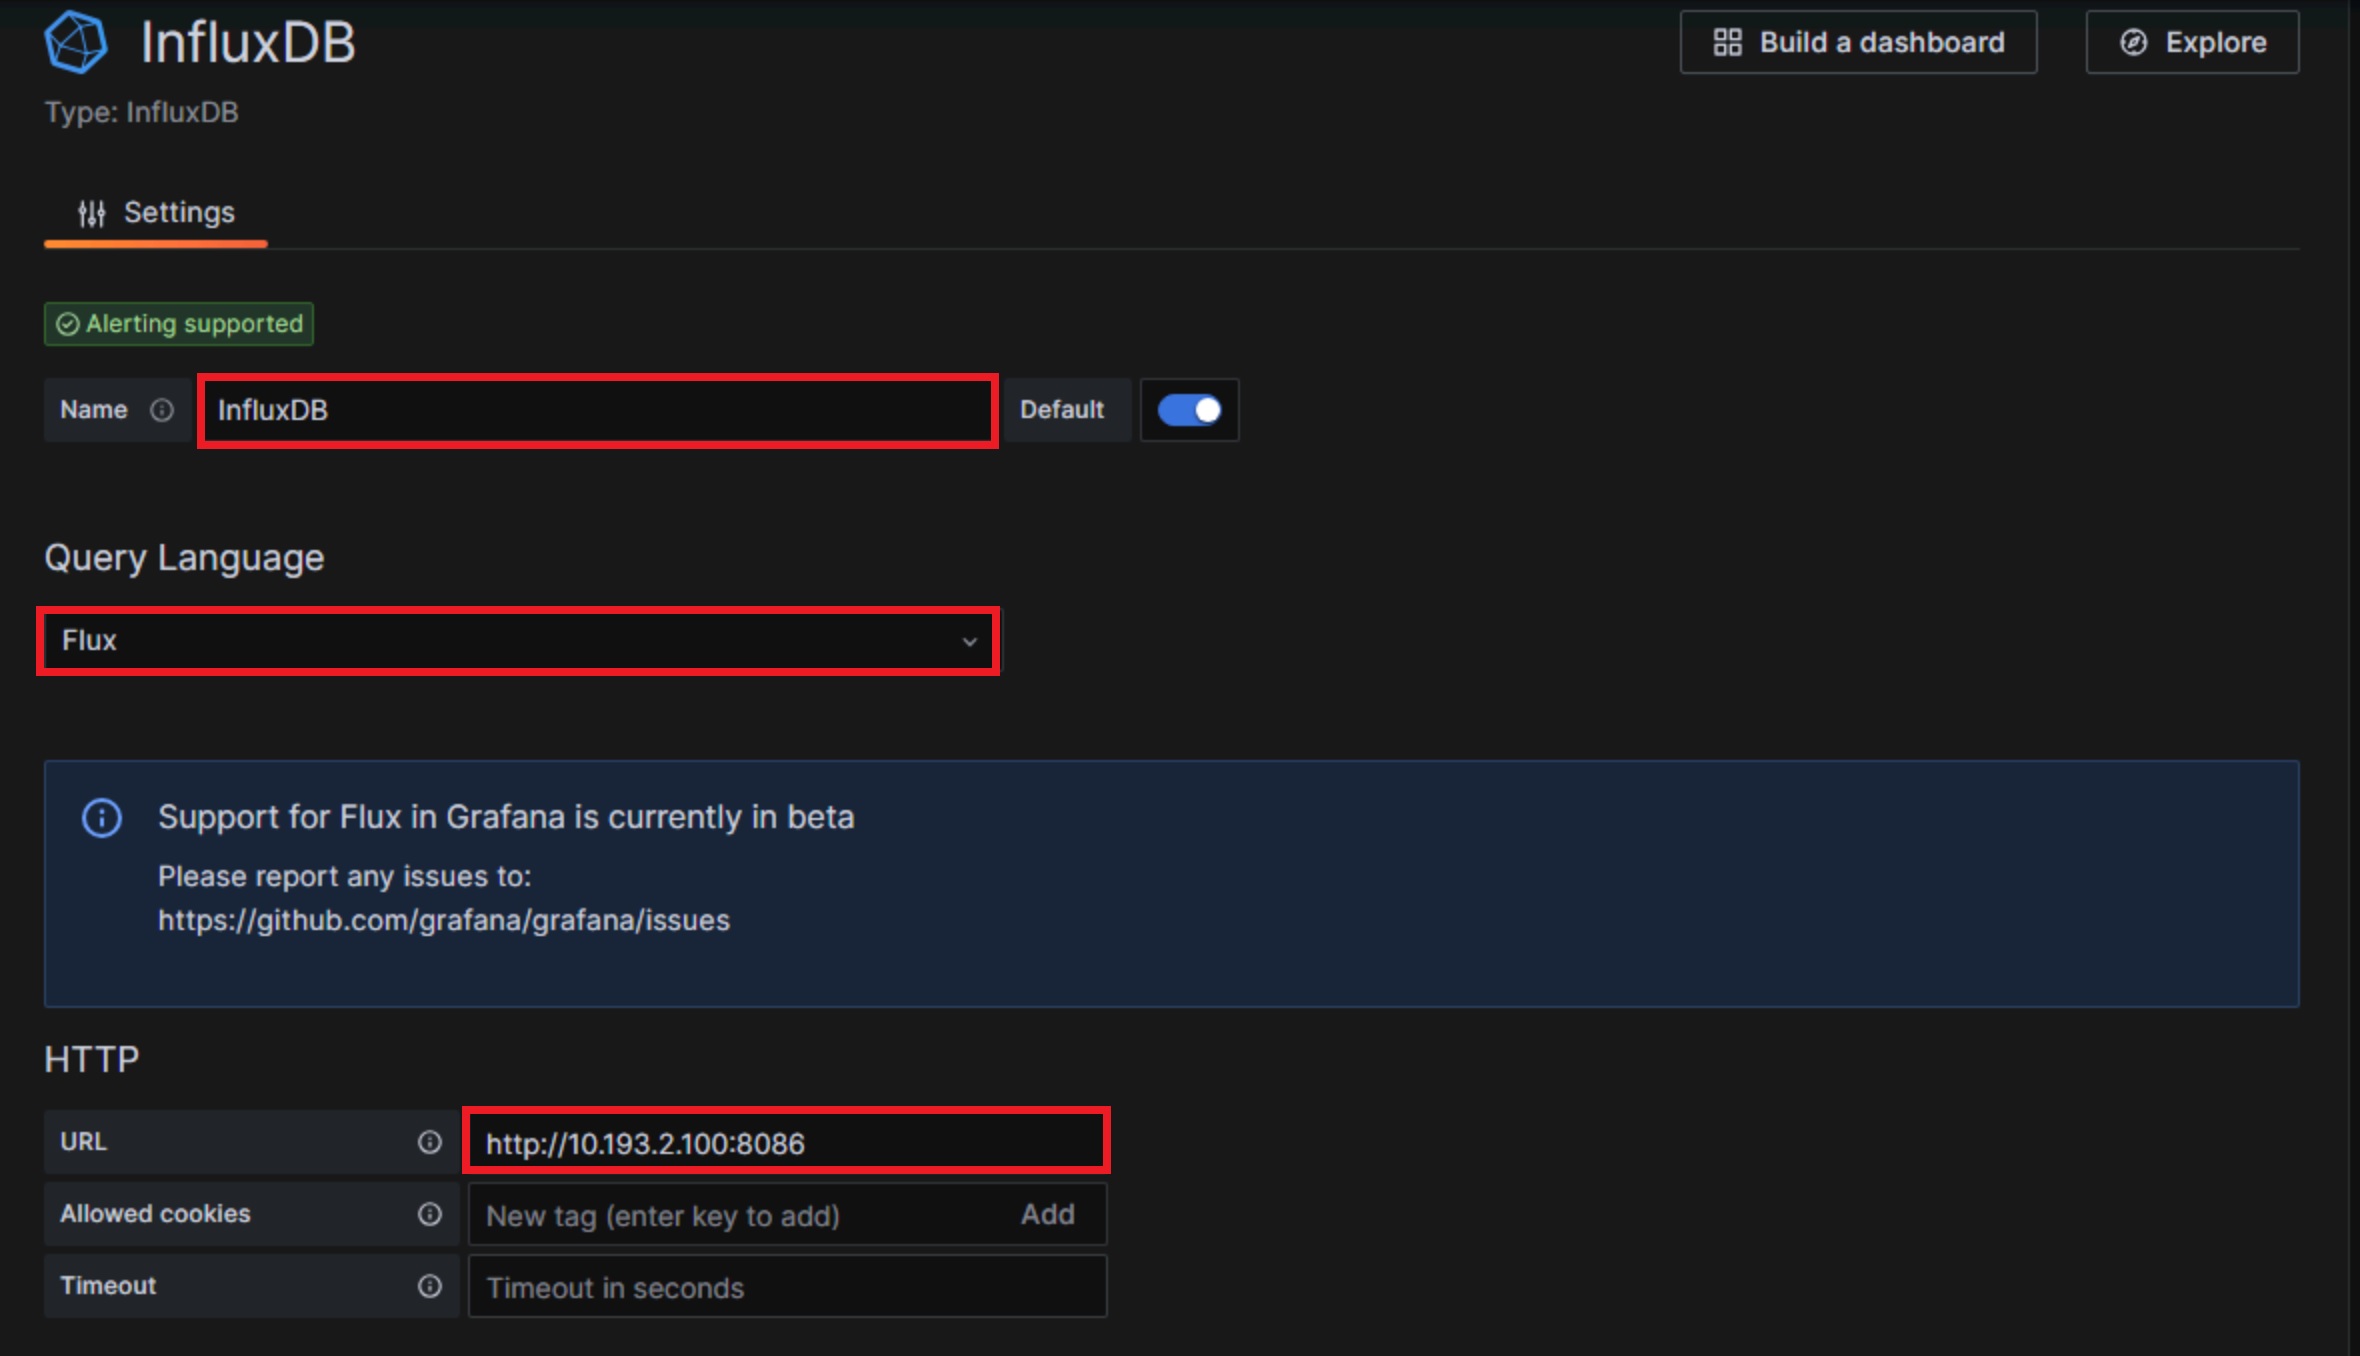 InfluxDB
Build a dashboard
Explore
Type: InfluxDB
Settings
Alerting supported
Name
InfluxDB
Default
Query Language
Flux
Support for Flux in Grafana is currently in beta
Please report any issues to:
https://github.com/grafana/grafana/issues
HTTP
URL
http://10.193.2.100:8086
Allowed cookies
New tag (enter key to add)
Add
Timeout
Timeout in seconds